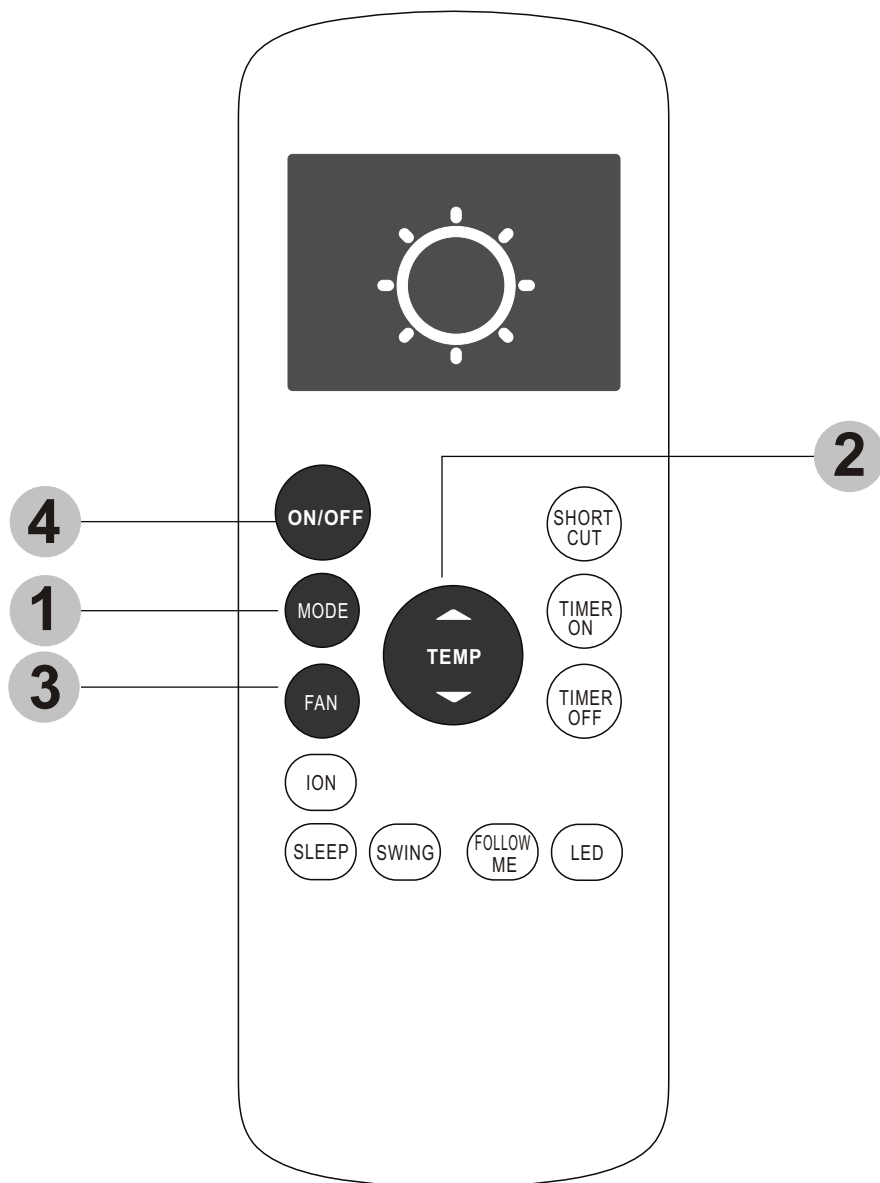 2
4
ON/OFF
SHORT
CUT
1
MODE
TEMP
TIMER
ON
3
FAN
TIMER
OFF
ION
SLEEP
SWING
FOLLOW
ME
LED